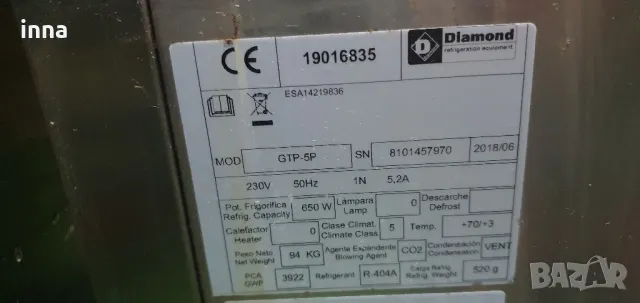 inna
CE 19016835 D Diamond
refrigeration equipment
ESA14219836
MOD GTP-5P SN 8101457970 2018/06
230V 50Hz 1N 5,2A
Pot. Frigorifica
Refrig. Capacity 650 W Lámpara
Lamp 0 Descarche
Defrost
Calefactor
Heater 0 Clase Climat.
Climate Class 5 Temp. +70/+3
Peso Neto
Net Weight 94 KG Agente Expandente
Blowing Agent CO2 Condensación
Condensation VENT
PCA
GWP 3922 Refrigerant R-404A Carga Refrig.
Refrig. Weight 520 g
BAZAR.bg